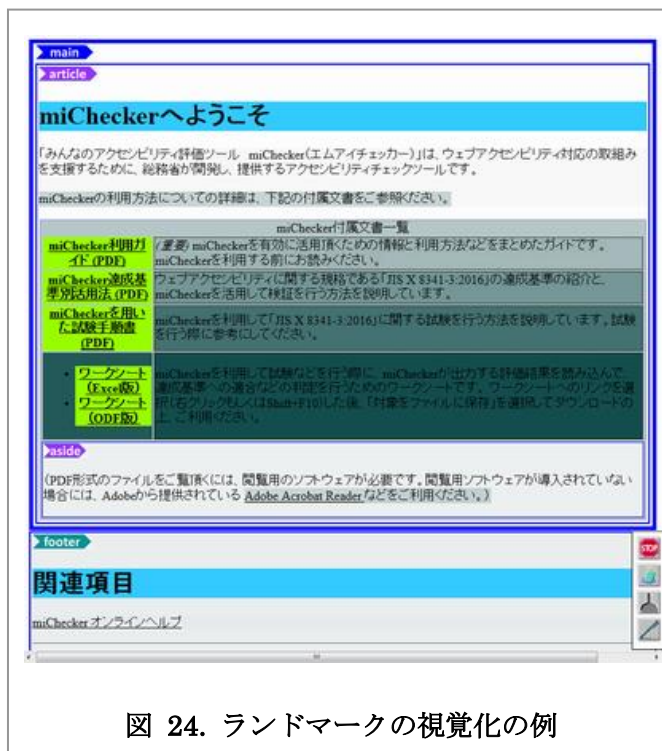 main
article
miCheckerへようこそ
「みんなのアクセシビリティ評価ツール miChecker(エムアイチェッカー)」は、ウェブアクセシビリティ対応の取組み
を支援するために、総務省が開発し、提供するアクセシビリティチェックツールです。
miCheckerの利用方法についての詳細は、下記の付属文書をご参照ください。
miChecker付属文書一覧
miChecker利用ガ
イド (PDF)
(重要) miCheckerを有効に活用頂くための情報と利用方法などをまとめたガイドです。
miCheckerを利用する前にお読みください。
miChecker達成基
準別活用法 (PDF)
ウェブアクセシビリティに関する規格である「JIS X 8341-3:2016」の達成基準の紹介と、
miCheckerを活用して検証を行う方法を説明しています。
miCheckerを用い
た試験手順書
(PDF)
miCheckerを利用して「JIS X 8341-3:2016」に関する試験を行う方法を説明しています。試験
を行う際に参考にしてください。
• ワークシート
(Excel版)
• ワークシート
(ODF版)
miCheckerを利用して試験などを行う際に、miCheckerが出力する評価結果を読み込んで、
達成基準への適合などの判定を行うためのワークシートです。ワークシートへのリンクを選
択(右クリックもしくはShift+F10)した後、「対象をファイルに保存」を選択してダウンロードの
上、ご利用ください。
aside
(PDF形式のファイルをご覧頂くには、閲覧用のソフトウェアが必要です。閲覧用ソフトウェアが導入されていない
場合には、Adobeから提供されている Adobe Acrobat Reader などをご利用ください。)
footer
関連項目
miChecker オンラインヘルプ
STOP
図 24. ランドマークの視覚化の例